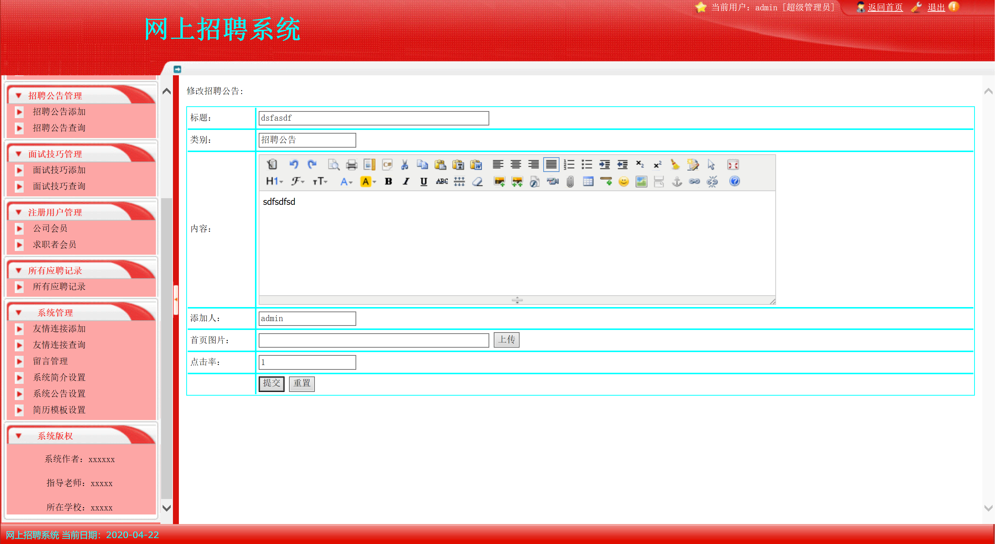 当前用户：admin [超级管理员]
返回首页
退出
网上招聘系统
招聘公告管理
招聘公告添加
招聘公告查询
面试技巧管理
面试技巧添加
面试技巧查询
注册用户管理
公司会员
求职者会员
所有应聘记录
所有应聘记录
系统管理
友情连接添加
友情连接查询
留言管理
系统简介设置
系统公告设置
简历模板设置
系统版权
系统作者：xxxxxx
指导老师：xxxxx
所在学校：xxxxx
修改招聘公告:
标题： dsfasdf
类别： 招聘公告
内容：
sdfsdfsd
添加人： admin
首页图片： 上传
点击率： 1
提交 重置
网上招聘系统 当前日期：2020-04-22